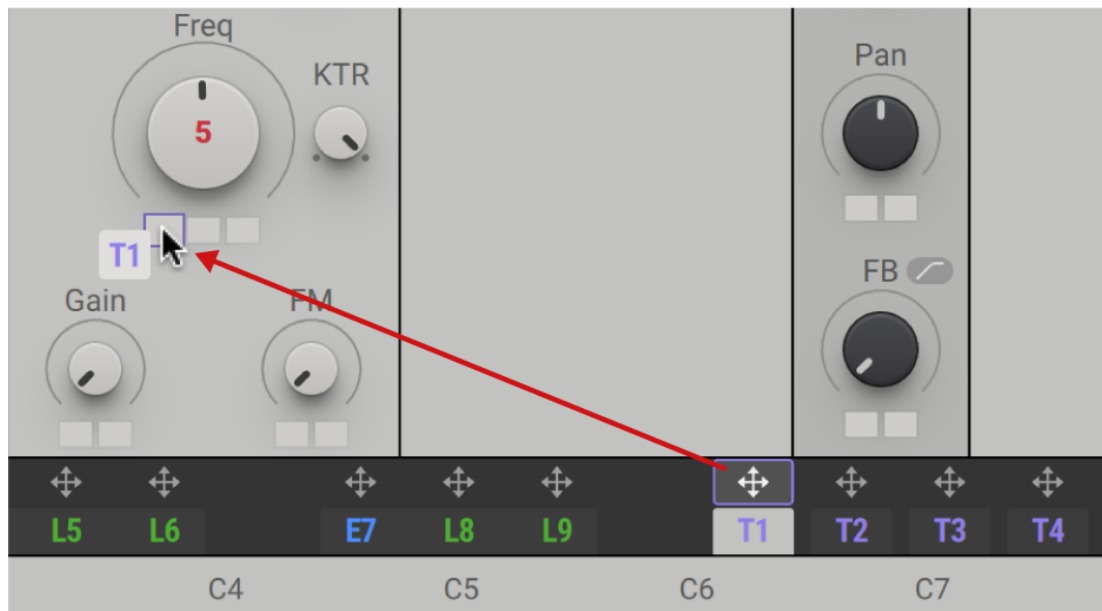 Freq
KTR
Pan
5
T1
FB
Gain
FM
L5 L6 E7 L8 L9 T1 T2 T3 T4
C4 C5 C6 C7